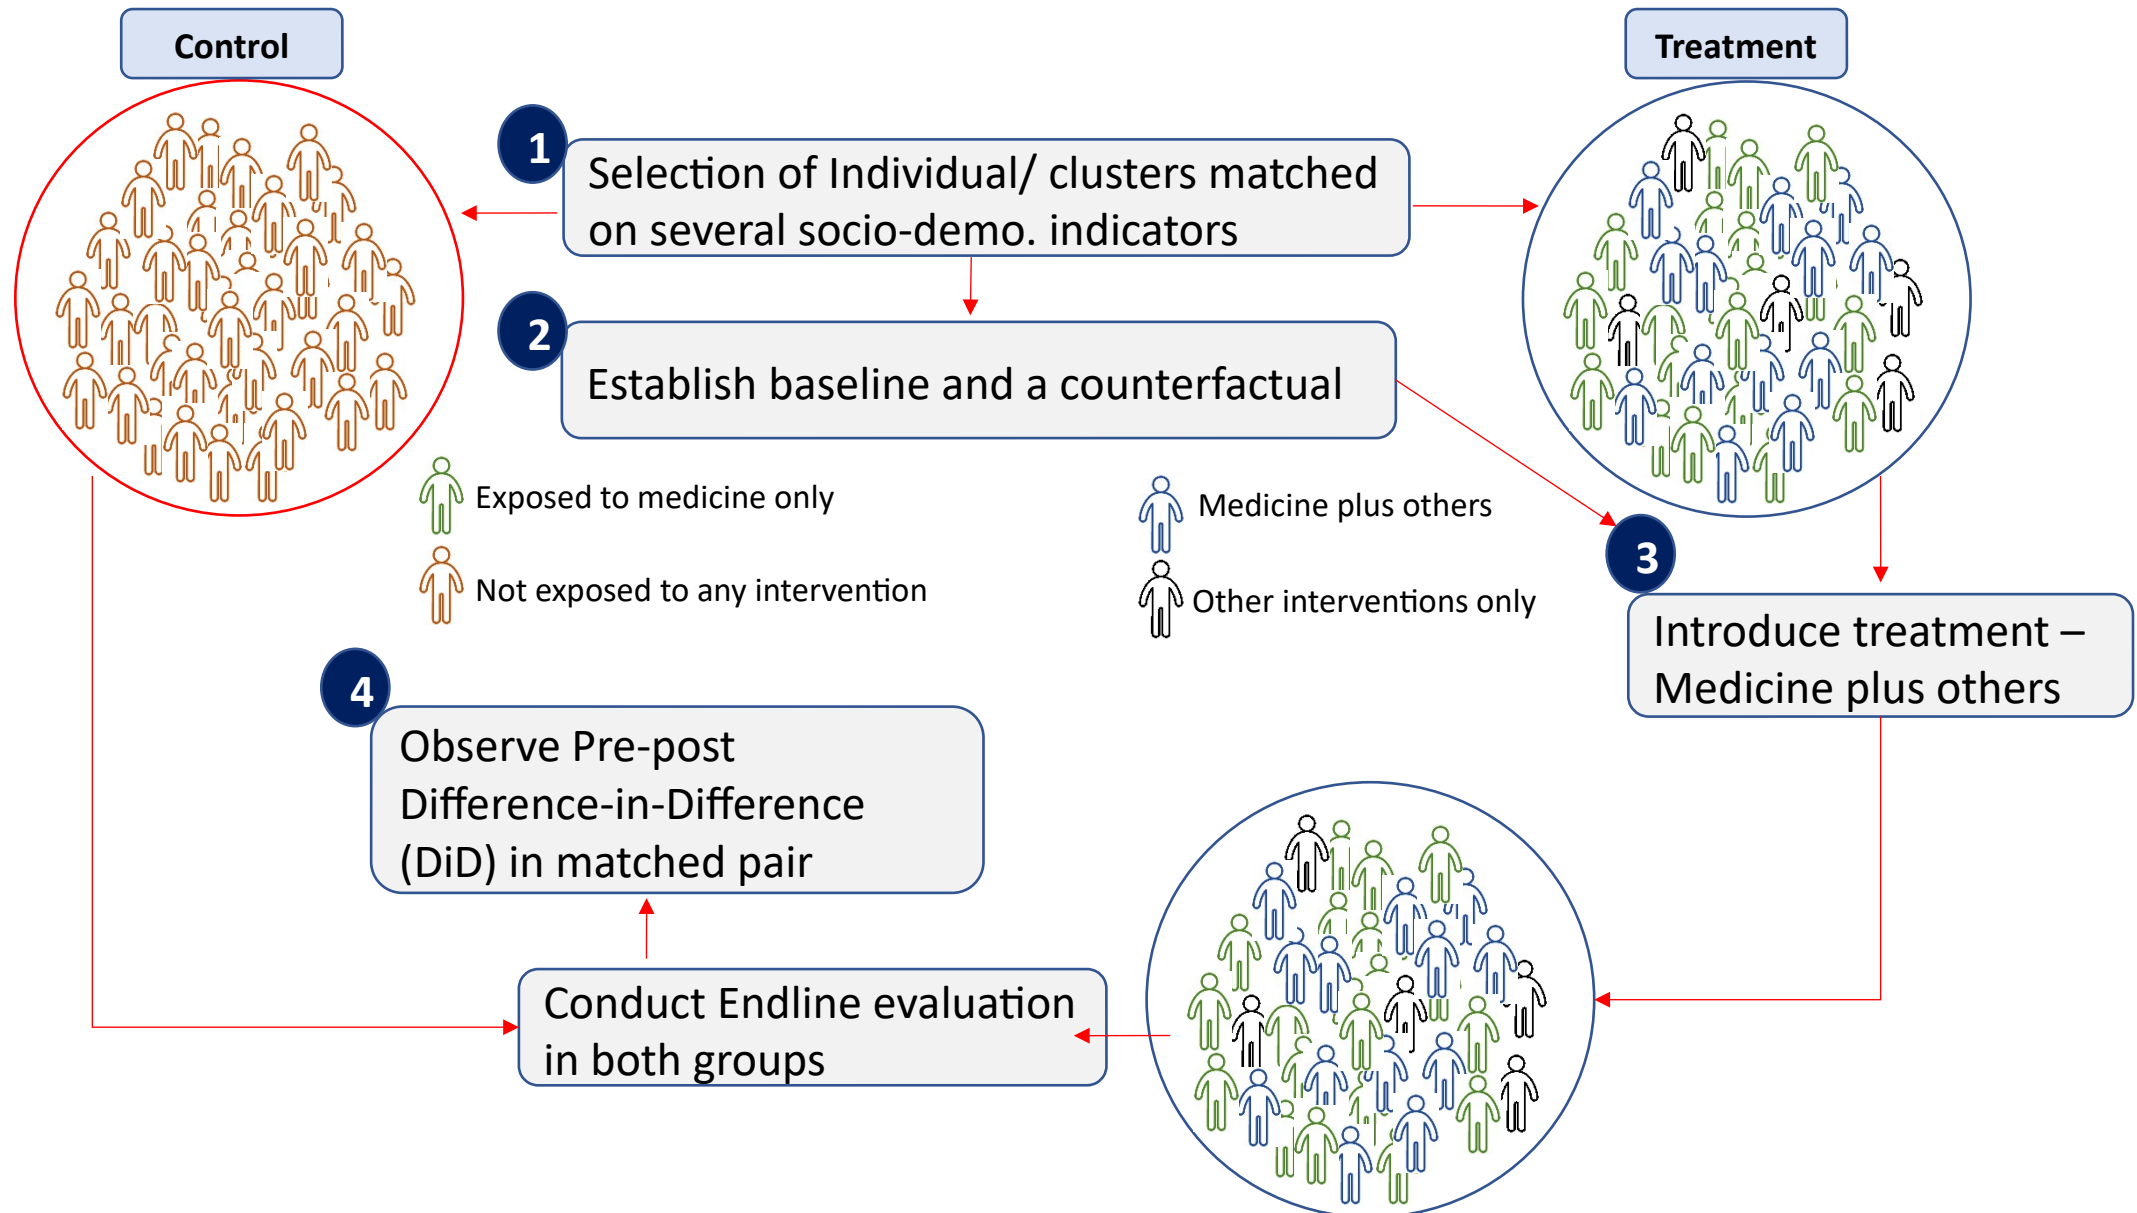 Control
Treatment
1
Selection of Individual/ clusters matched
on several socio-demo. indicators
2
Establish baseline and a counterfactual
Exposed to medicine only
Medicine plus others
Not exposed to any intervention
Other interventions only
3
Introduce treatment –
Medicine plus others
4
Observe Pre-post
Difference-in-Difference
(DiD) in matched pair
Conduct Endline evaluation
in both groups